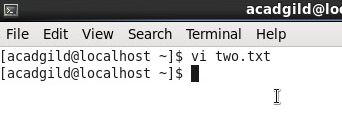 acadgild@lo
File Edit View Search Terminal Help
[acadgild@localhost ~]$ vi two.txt
[acadgild@localhost ~]$